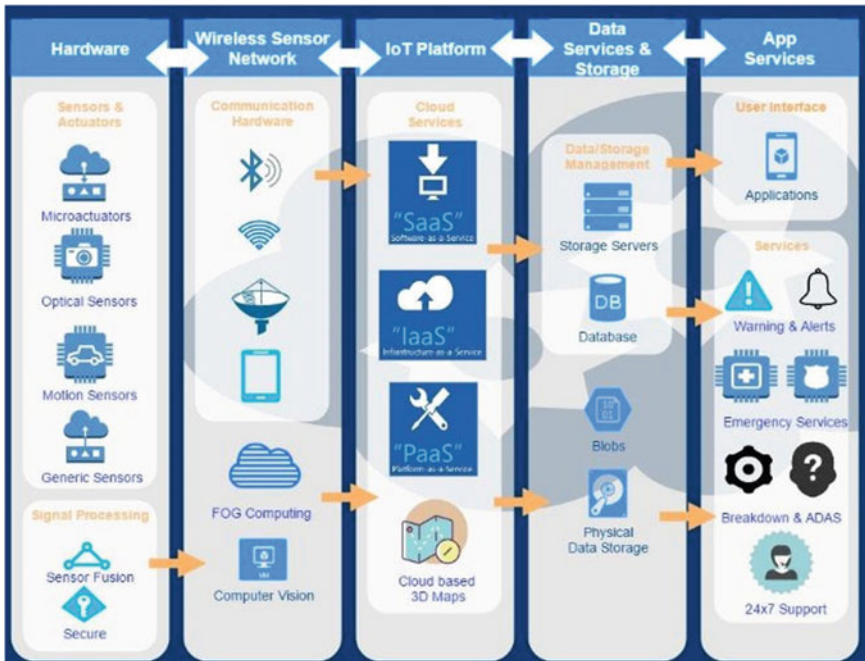 Hardware
Wireless Sensor
Network
IoT Platform
Data
Services &
Storage
App
Services
Sensors &
Actuators
Microactuators
Optical Sensors
Motion Sensors
Generic Sensors
Signal Processing
Sensor Fusion
Secure
Communication
Hardware
FOG Computing
VM
Computer Vision
Cloud
Services
"SaaS"
Software-as-a-Service
"IaaS"
Infrastructure-as-a-Service
"PaaS"
Platform-as-a-Service
Cloud based
3D Maps
Data/Storage
Management
Storage Servers
DB
Database
10
01
Blobs
Physical
Data Storage
User Interface
Applications
Services
!
Warning & Alerts
Emergency Services
?
Breakdown & ADAS
24x7 Support